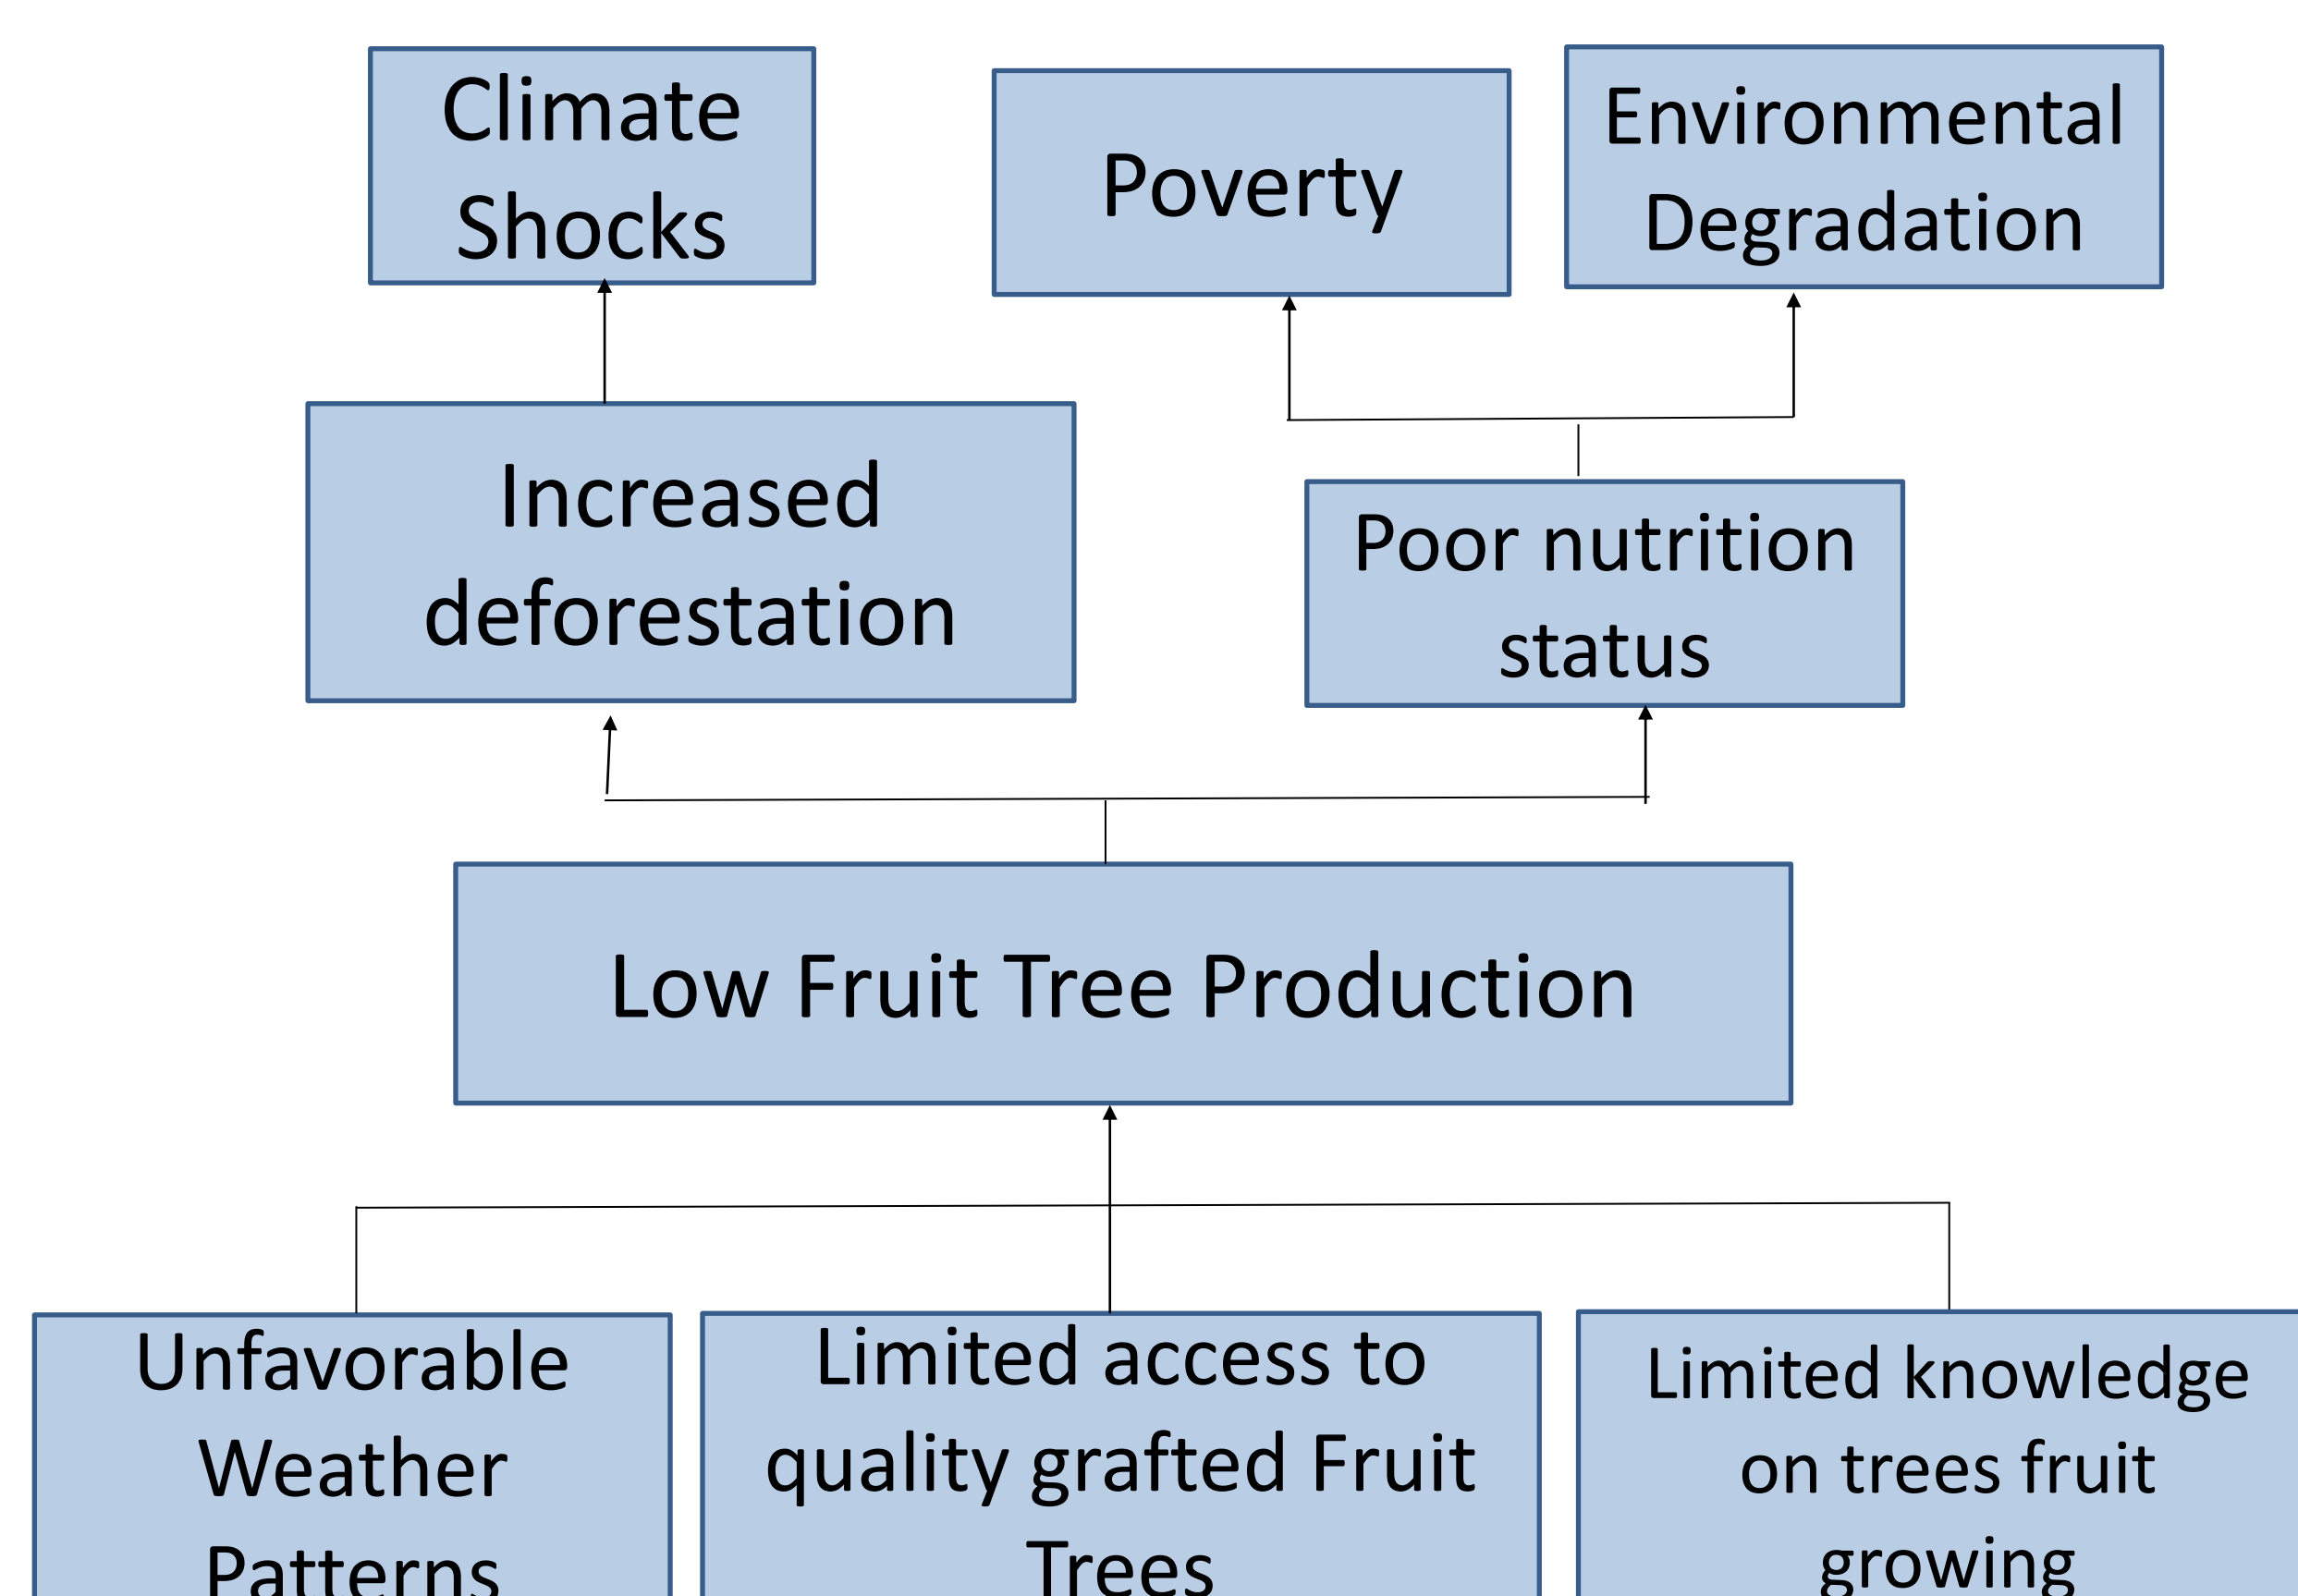 Climate
Shocks
Poverty
Environmental
Degradation
Increased
deforestation
Poor nutrition
status
Low Fruit Tree Production
Unfavorable
Weather
Patterns
Limited access to
quality grafted Fruit
Trees
Limited knowledge
on trees fruit
growing